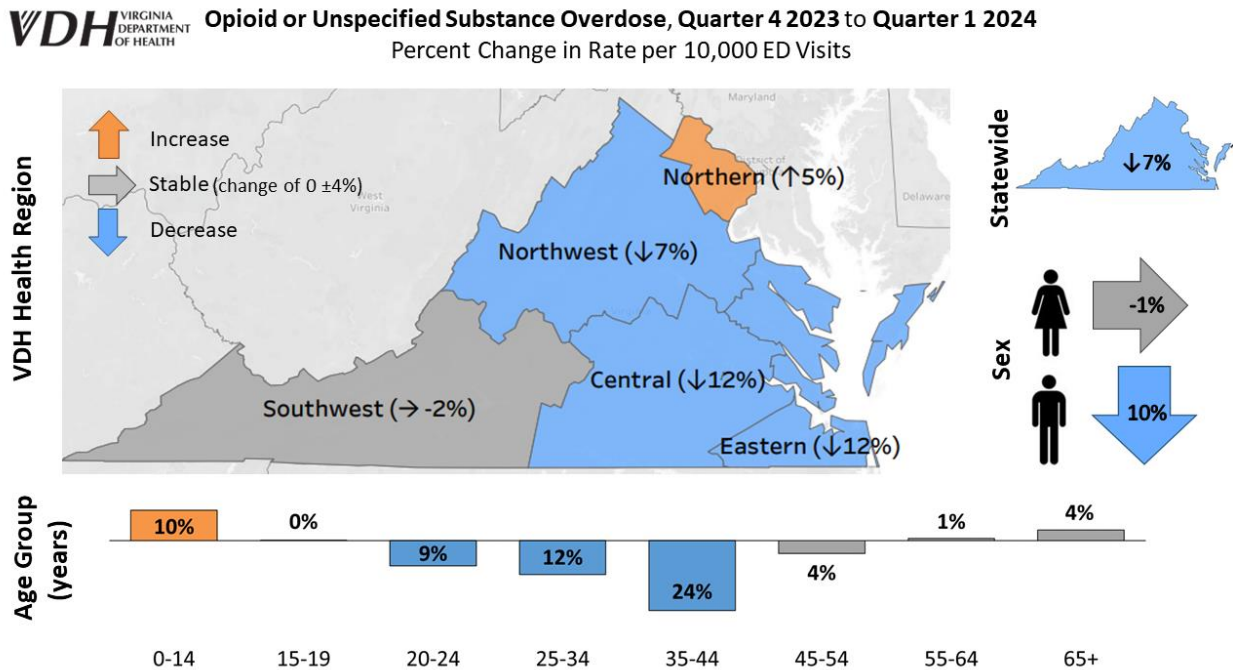 VDH VIRGINIA
DEPARTMENT
OF HEALTH
Opioid or Unspecified Substance Overdose, Quarter 4 2023 to Quarter 1 2024
Percent Change in Rate per 10,000 ED Visits
VDH Health Region
Increase
Stable (change of 0 ±4%)
Decrease
Maryland
District of
West
Virginia
Delaware
Northern (↑5%)
Northwest (↓7%)
Central (↓12%)
Southwest (→ -2%)
Eastern (↓12%)
Statewide
↓7%
Sex
-1%
10%
Age Group
(years)
10%
0%
9%
12%
24%
4%
1%
4%
0-14
15-19
20-24
25-34
35-44
45-54
55-64
65+